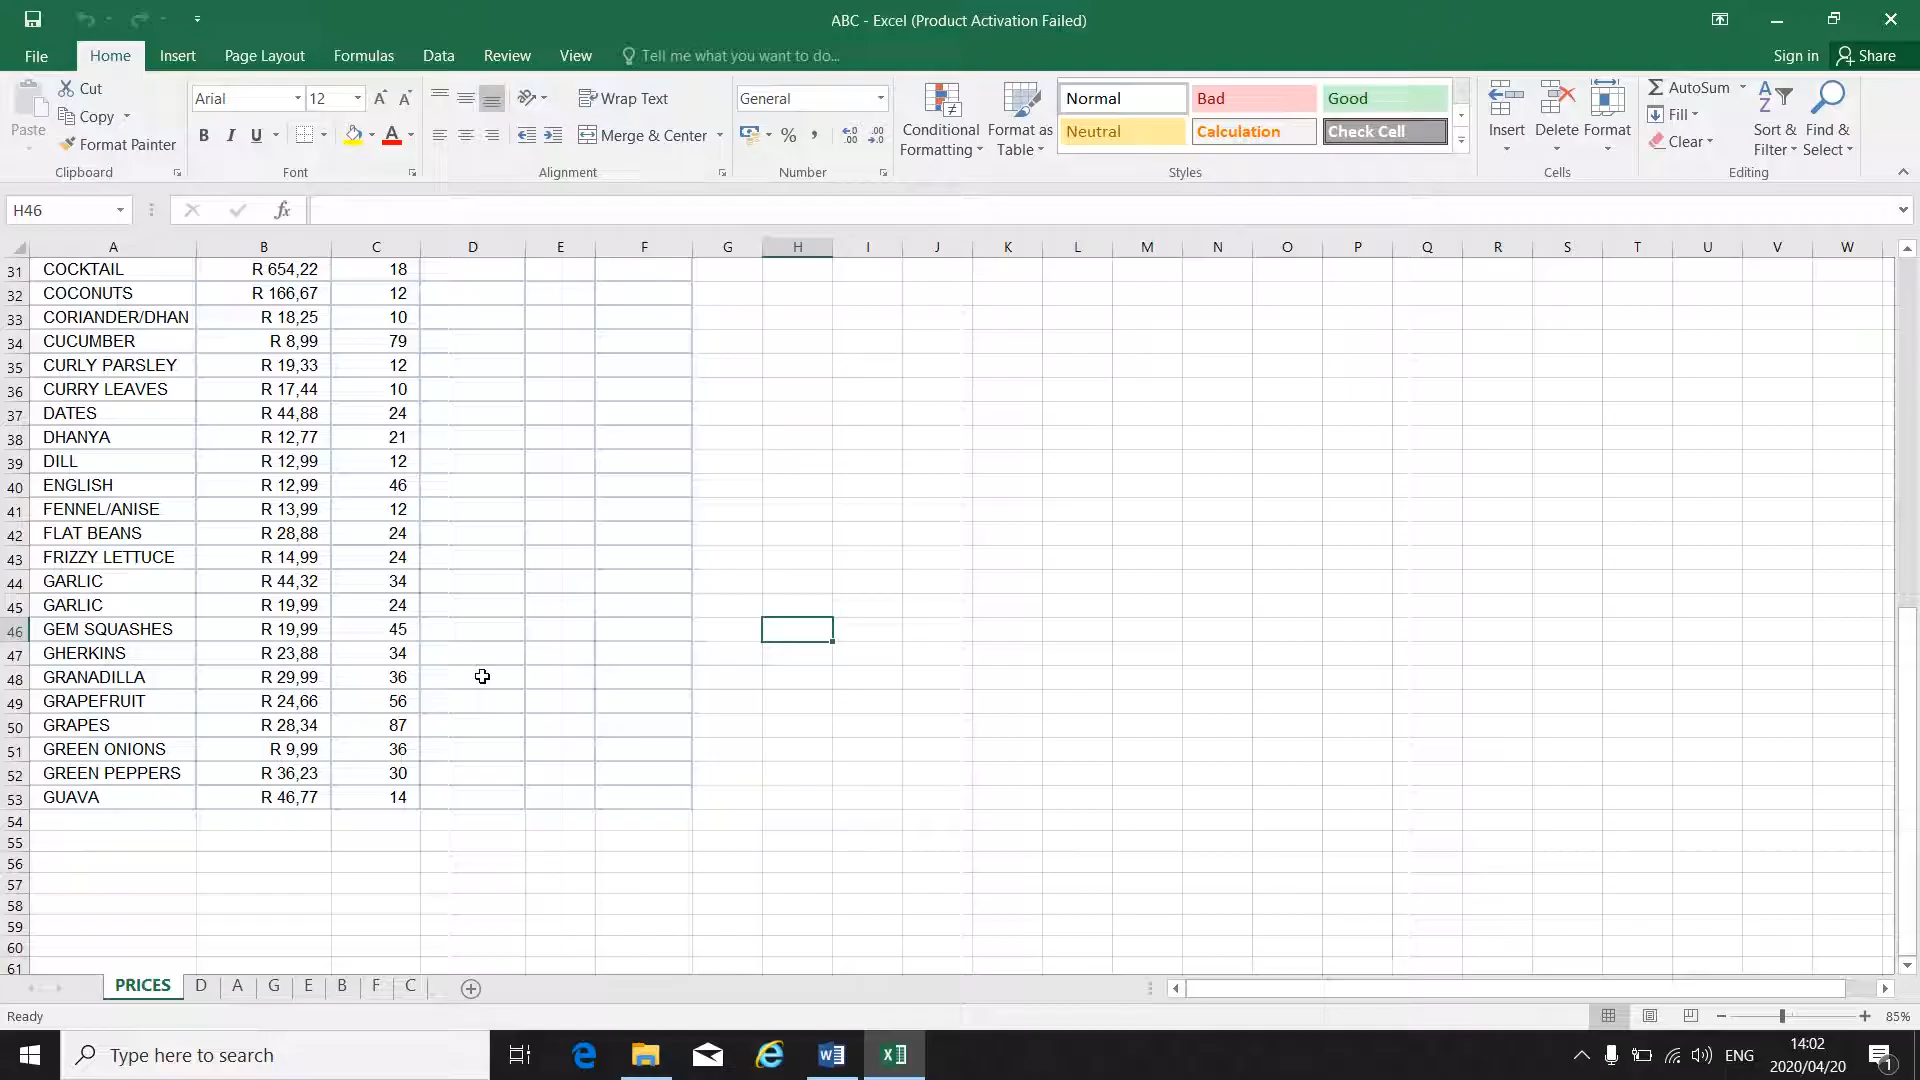 ABC - Excel (Product Activation Failed)
File Home Insert Page Layout Formulas Data Review View Tell me what you want to do... Sign in Share
Paste Cut Copy Format Painter Clipboard
Arial 12 B I U A Font
Wrap Text Merge & Center Alignment
General % , Number
Conditional Formatting Format as Table
Normal Bad Good
Neutral Calculation Check Cell
Styles
Insert Delete Format Cells
AutoSum Fill Clear Sort & Filter Find & Select Editing
H46 fx
A B C D E F G H I J K L M N O P Q R S T U V W
31 COCKTAIL R 654,22 18
32 COCONUTS R 166,67 12
33 CORIANDER/DHAN R 18,25 10
34 CUCUMBER R 8,99 79
35 CURLY PARSLEY R 19,33 12
36 CURRY LEAVES R 17,44 10
37 DATES R 44,88 24
38 DHANYA R 12,77 21
39 DILL R 12,99 12
40 ENGLISH R 12,99 46
41 FENNEL/ANISE R 13,99 12
42 FLAT BEANS R 28,88 24
43 FRIZZY LETTUCE R 14,99 24
44 GARLIC R 44,32 34
45 GARLIC R 19,99 24
46 GEM SQUASHES R 19,99 45
47 GHERKINS R 23,88 34
48 GRANADILLA R 29,99 36
49 GRAPEFRUIT R 24,66 56
50 GRAPES R 28,34 87
51 GREEN ONIONS R 9,99 36
52 GREEN PEPPERS R 36,23 30
53 GUAVA R 46,77 14
54
55
56
57
58
59
60
61
PRICES D A G E B F C
Ready 85%
Type here to search ENG 14:02
2020/04/20 1